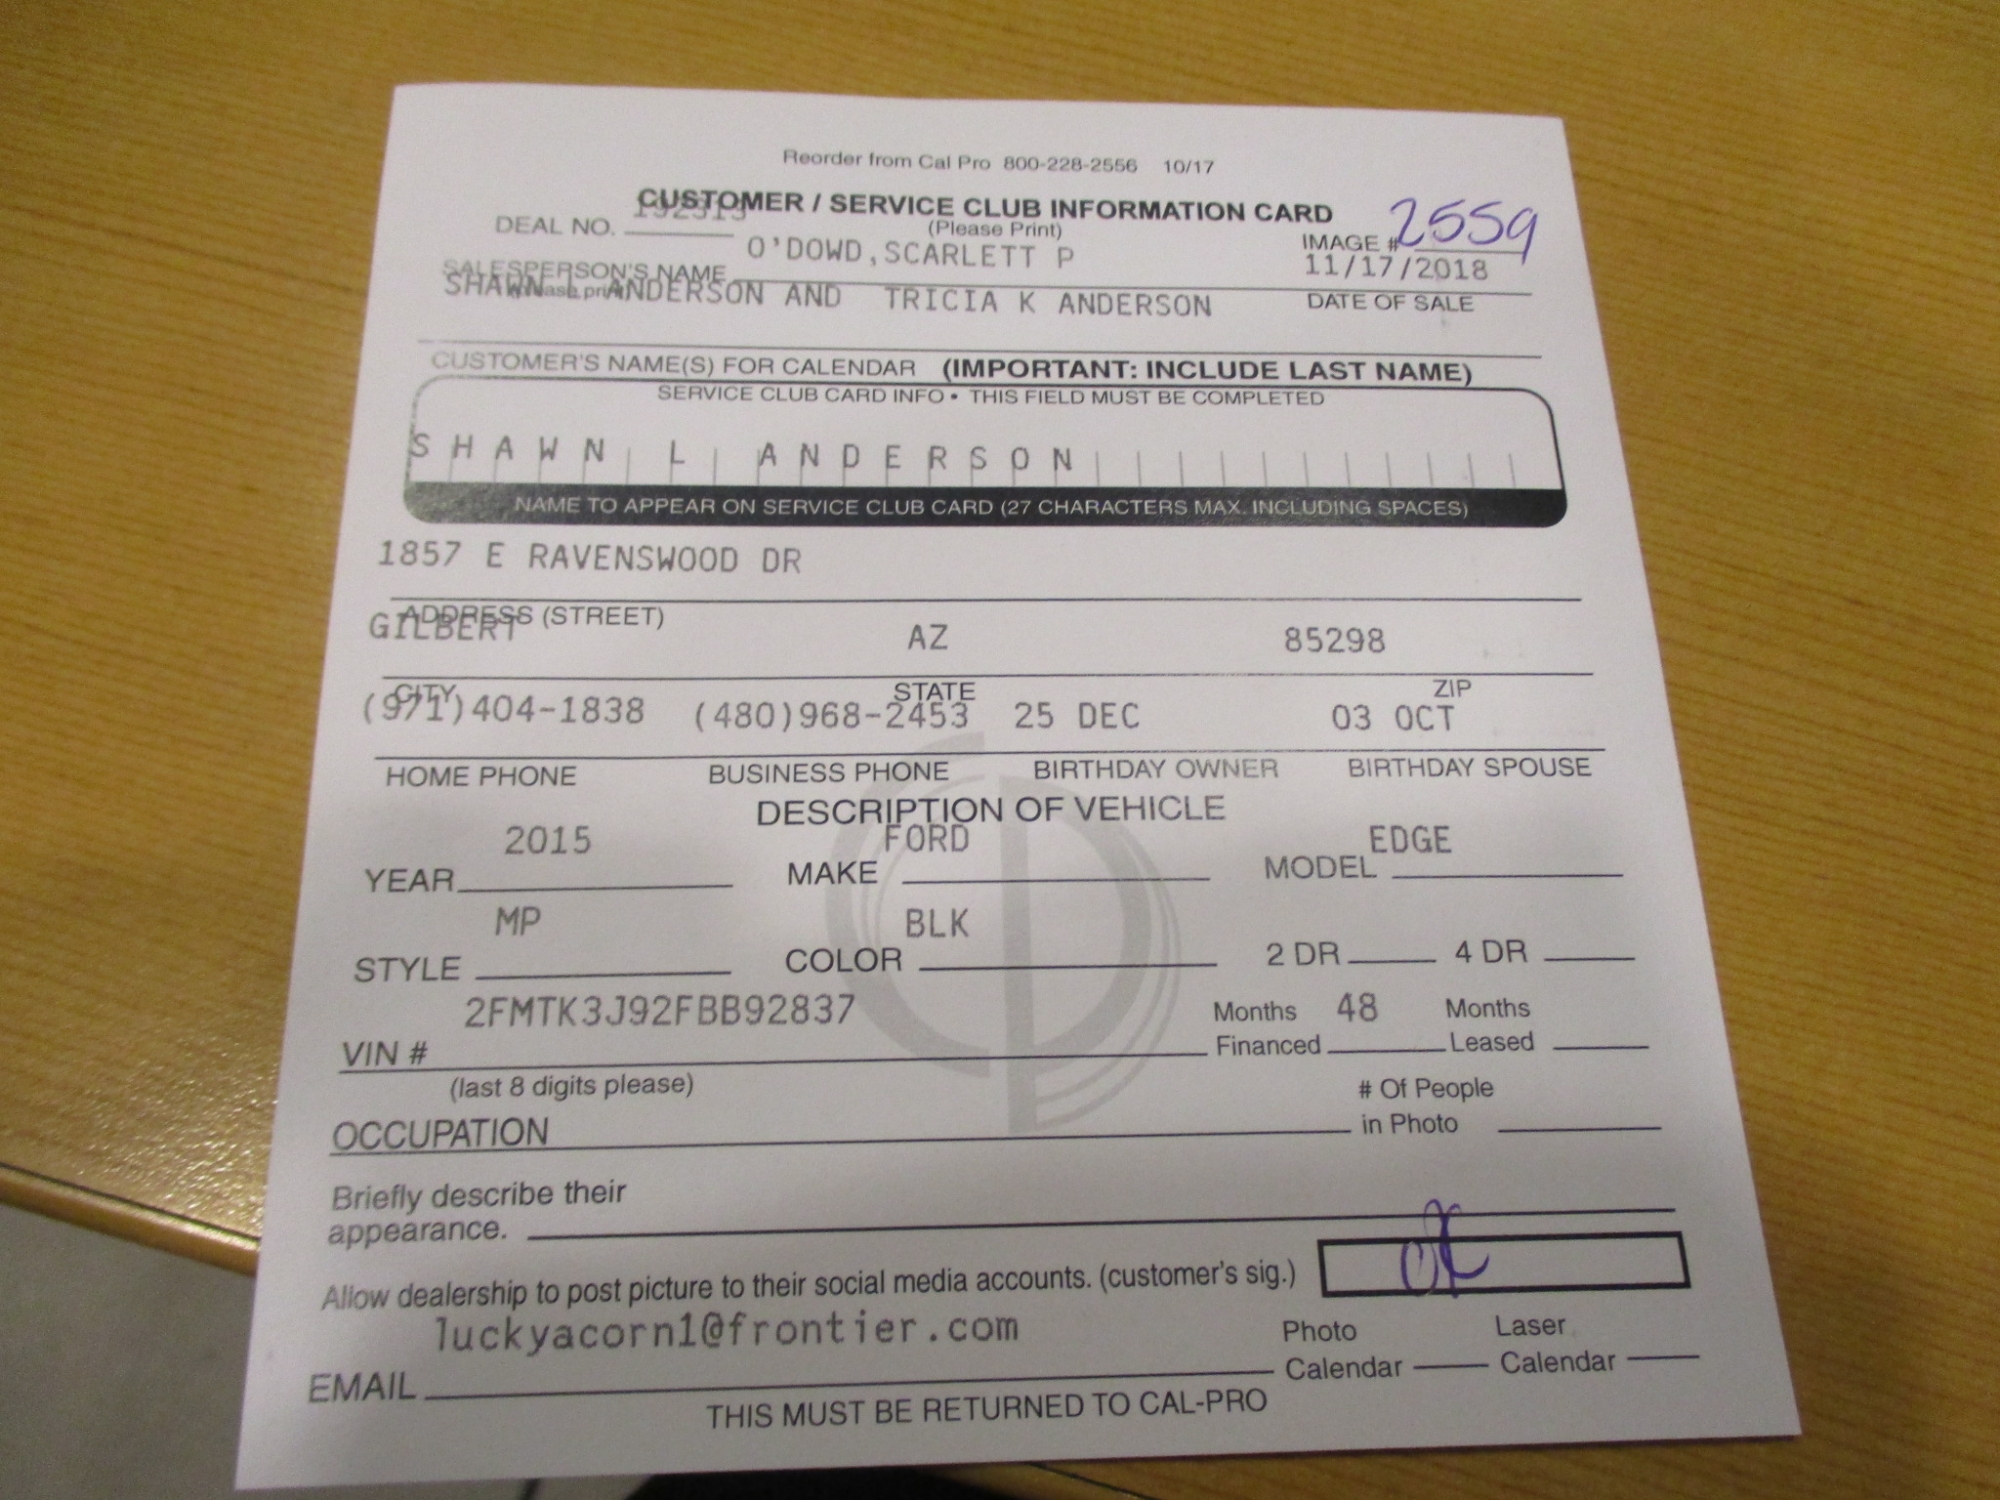 Reorder from Cal Pro 800-228-2556 10/17
CUSTOMER / SERVICE CLUB INFORMATION CARD
(Please Print)
DEAL NO. IMAGE # 2559
O'DOWD,SCARLETT P 11/17/2018
SALESPERSON'S NAME
(please print) DATE OF SALE
SHAWN L ANDERSON AND TRICIA K ANDERSON
CUSTOMER'S NAME(S) FOR CALENDAR (IMPORTANT: INCLUDE LAST NAME)
SERVICE CLUB CARD INFO • THIS FIELD MUST BE COMPLETED
SHAWN L ANDERSON
NAME TO APPEAR ON SERVICE CLUB CARD (27 CHARACTERS MAX. INCLUDING SPACES)
1857 E RAVENSWOOD DR
ADDRESS (STREET)
GILBERT AZ 85298
CITY STATE ZIP
(971)404-1838 (480)968-2453 25 DEC 03 OCT
HOME PHONE BUSINESS PHONE BIRTHDAY OWNER BIRTHDAY SPOUSE
DESCRIPTION OF VEHICLE
2015 FORD EDGE
YEAR MAKE MODEL
MP BLK
STYLE COLOR 2 DR 4 DR
2FMTK3J92FBB92837 Months 48 Months
VIN # Financed Leased
(last 8 digits please) # Of People
OCCUPATION in Photo
Briefly describe their
appearance.
Allow dealership to post picture to their social media accounts. (customer's sig.)
luckyacorn1@frontier.com Photo Laser
EMAIL Calendar Calendar
THIS MUST BE RETURNED TO CAL-PRO